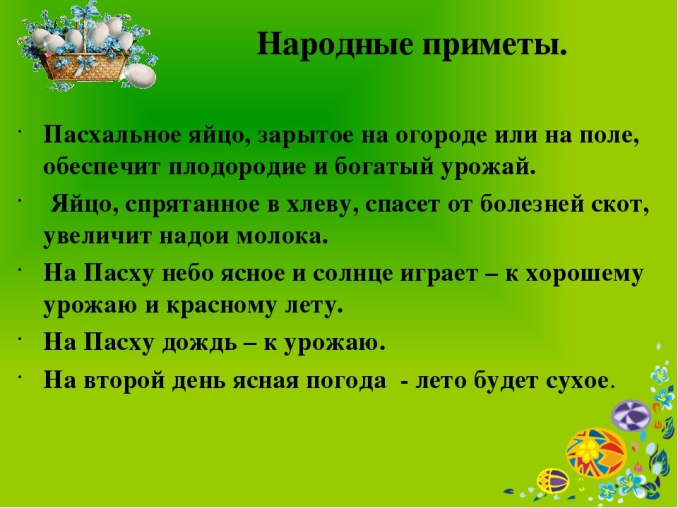 Народные приметы.
Пасхальное яйцо, зарытое на огороде или на поле,
обеспечит плодородие и богатый урожай.
Яйцо, спрятанное в хлеву, спасет от болезней скот,
увеличит надои молока.
На Пасху небо ясное и солнце играет – к хорошему
урожаю и красному лету.
На Пасху дождь – к урожаю.
На второй день ясная погода - лето будет сухое.